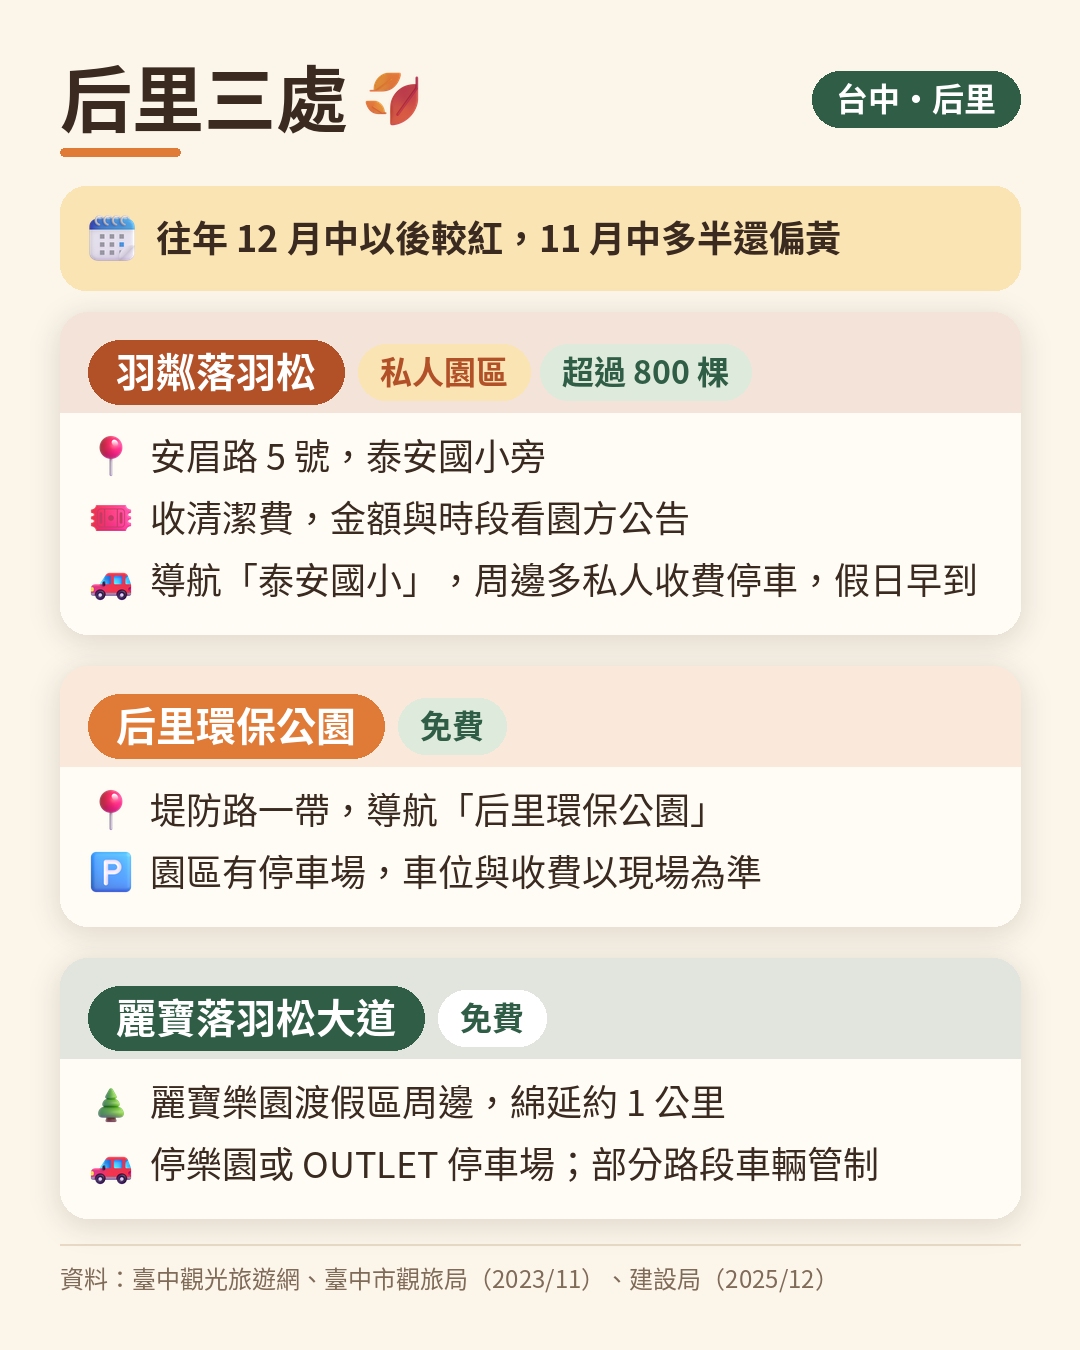 后里三處
台中・后里
往年 12 月中以後較紅，11 月中多半還偏黃
羽粼落羽松
私人園區
超過 800 棵
安眉路 5 號，泰安國小旁
收清潔費，金額與時段看園方公告
導航「泰安國小」，周邊多私人收費停車，假日早到
后里環保公園
免費
堤防路一帶，導航「后里環保公園」
P
園區有停車場，車位與收費以現場為準
麗寶落羽松大道
免費
麗寶樂園渡假區周邊，綿延約 1 公里
停樂園或 OUTLET 停車場；部分路段車輛管制
資料：臺中觀光旅遊網、臺中市觀旅局（2023/11）、建設局（2025/12）